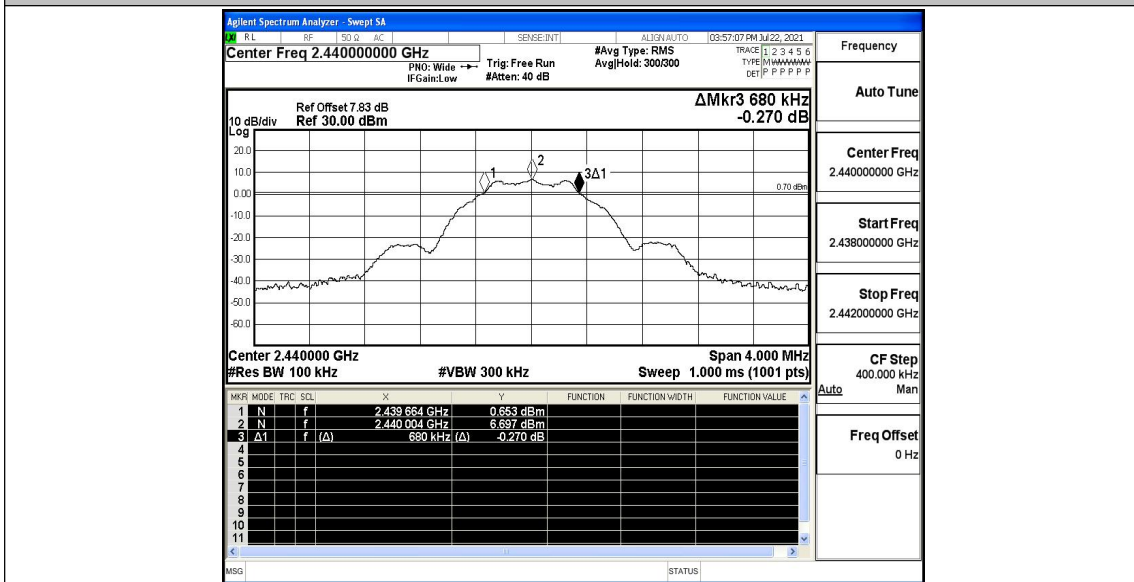 Agilent Spectrum Analyzer - Swept SA
LXI RL RF 50 Ω AC SENSE:INT ALIGN AUTO 03:57:07 PM Jul 22, 2021
Center Freq 2.440000000 GHz
PNO: Wide
IFGain:Low
Trig: Free Run
#Atten: 40 dB
#Avg Type: RMS
Avg|Hold: 300/300
TRACE 1 2 3 4 5 6
TYPE MWWWWW
DET P P P P P P
Ref Offset 7.83 dB
10 dB/div Ref 30.00 dBm
Log
ΔMkr3 680 kHz
-0.270 dB
20.0
10.0
0.00
-10.0
-20.0
-30.0
-40.0
-50.0
-60.0
1
2
3Δ1
0.70 dBm
Center 2.440000 GHz Span 4.000 MHz
#Res BW 100 kHz #VBW 300 kHz Sweep 1.000 ms (1001 pts)
MKR MODE TRC SCL X Y FUNCTION FUNCTION WIDTH FUNCTION VALUE
1 N f 2.439 664 GHz 0.653 dBm
2 N f 2.440 004 GHz 6.697 dBm
3 Δ1 f (Δ) 680 kHz (Δ) -0.270 dB
4
5
6
7
8
9
10
11
MSG STATUS
Frequency
Auto Tune
Center Freq
2.440000000 GHz
Start Freq
2.438000000 GHz
Stop Freq
2.442000000 GHz
CF Step
400.000 kHz
Auto Man
Freq Offset
0 Hz